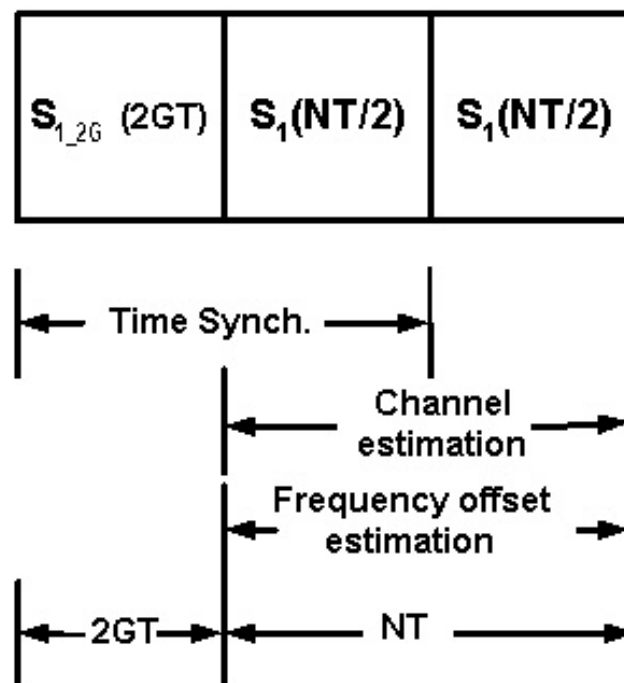 S1_2G (2GT) S1(NT/2) S1(NT/2)
Time Synch.
Channel
estimation
Frequency offset
estimation
2GT NT